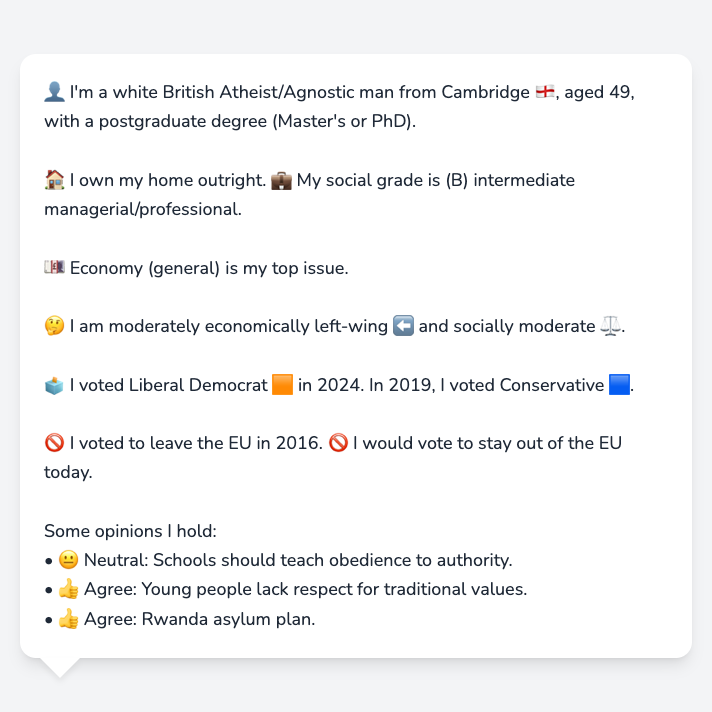 👤 I'm a white British Atheist/Agnostic man from Cambridge 🏴󠁧󠁢󠁥󠁮󠁧󠁿, aged 49,
with a postgraduate degree (Master's or PhD).
🏠 I own my home outright. 💼 My social grade is (B) intermediate
managerial/professional.
💷 Economy (general) is my top issue.
🤔 I am moderately economically left-wing ⬅️ and socially moderate ⚖️.
🗳️ I voted Liberal Democrat 🟧 in 2024. In 2019, I voted Conservative 🟦.
🚫 I voted to leave the EU in 2016. 🚫 I would vote to stay out of the EU
today.
Some opinions I hold:
• 😐 Neutral: Schools should teach obedience to authority.
• 👍 Agree: Young people lack respect for traditional values.
• 👍 Agree: Rwanda asylum plan.